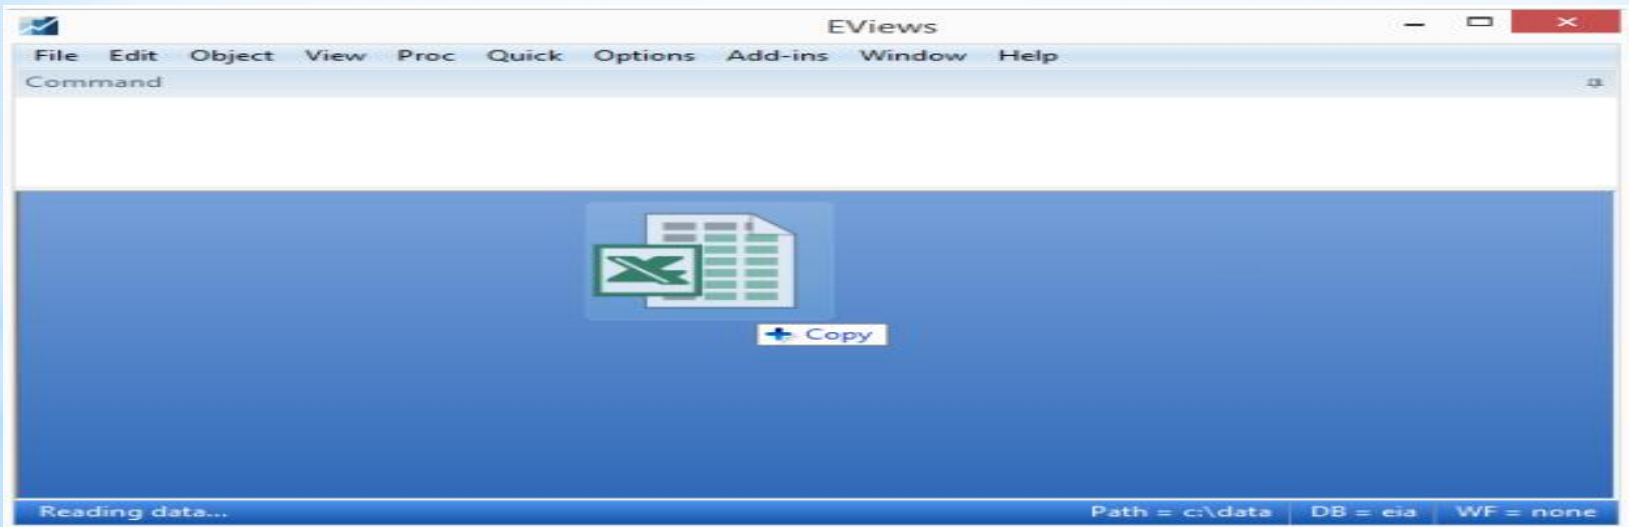 EViews
File Edit Object View Proc Quick Options Add-ins Window Help
Command
Copy
Reading data... Path = c:\data DB = eia WF = none